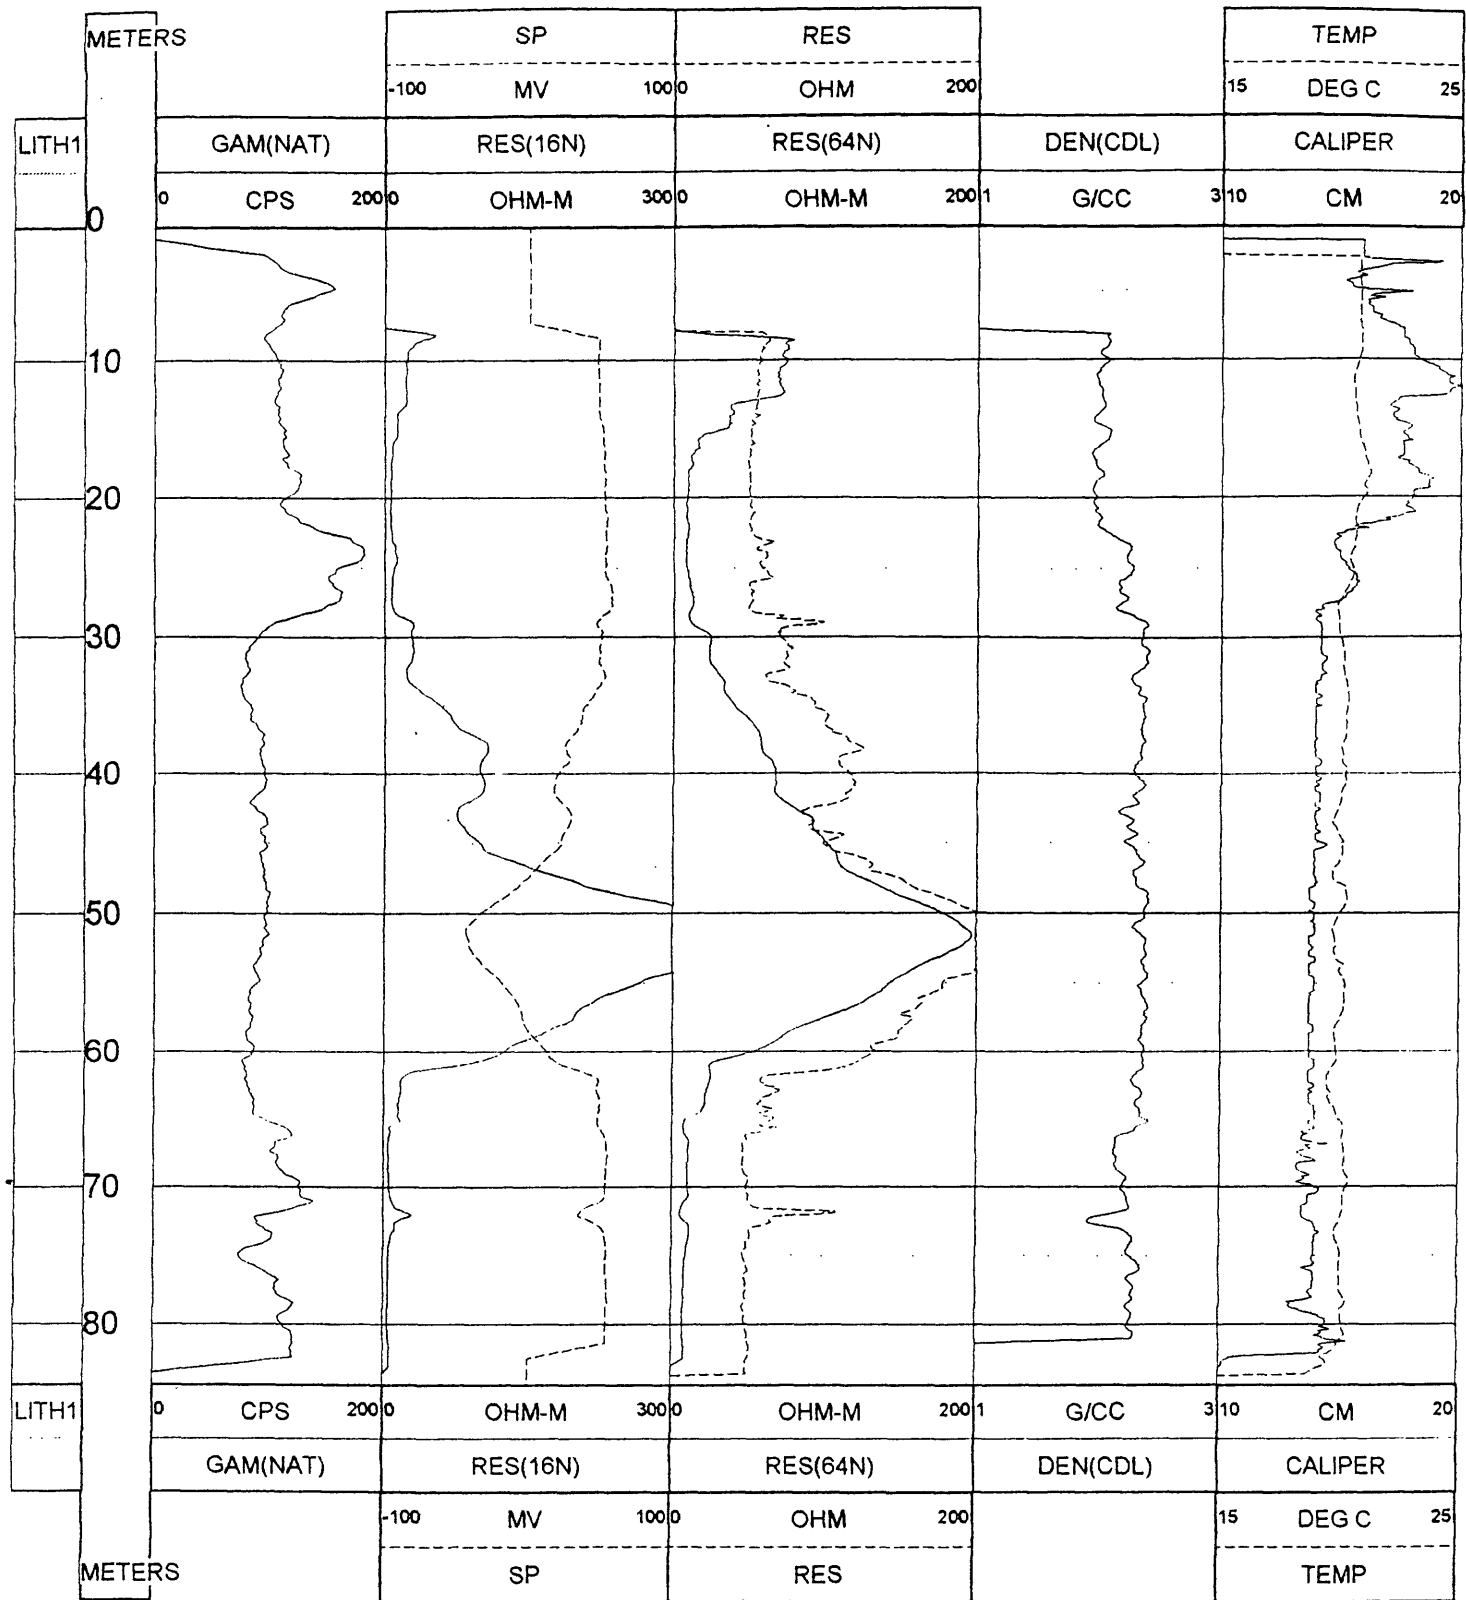 METERS SP RES TEMP
-100 MV 100 0 OHM 200 15 DEG C 25
LITH1 GAM(NAT) RES(16N) RES(64N) DEN(CDL) CALIPER
0 CPS 200 0 OHM-M 300 0 OHM-M 200 1 G/CC 3 10 CM 20
0
10
20
30
40
50
60
70
80
LITH1 0 CPS 200 0 OHM-M 300 0 OHM-M 200 1 G/CC 3 10 CM 20
GAM(NAT) RES(16N) RES(64N) DEN(CDL) CALIPER
-100 MV 100 0 OHM 200 15 DEG C 25
METERS SP RES TEMP